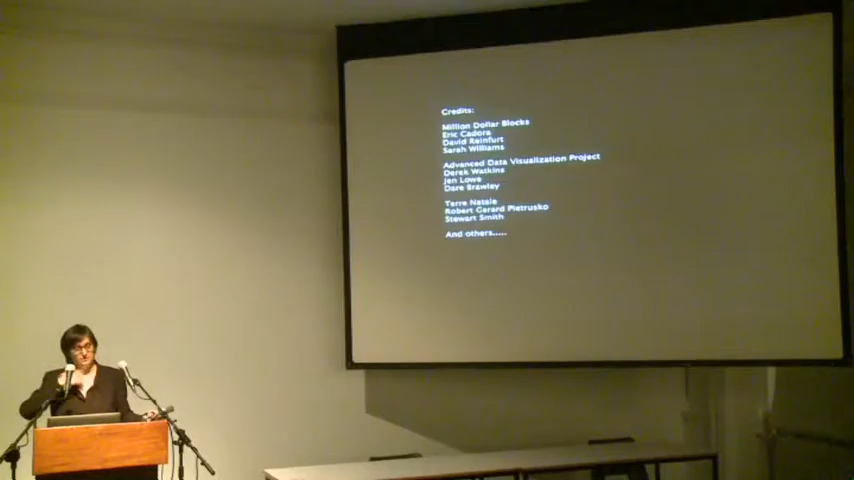 Credits:
Million Dollar Blocks
Eric Cadora
David Reinfurt
Sarah Williams
Advanced Data Visualization Project
Derek Watkins
Jen Lowe
Dare Brawley
Terre Natale
Robert Gerard Pietrusko
Stewart Smith
And others.....